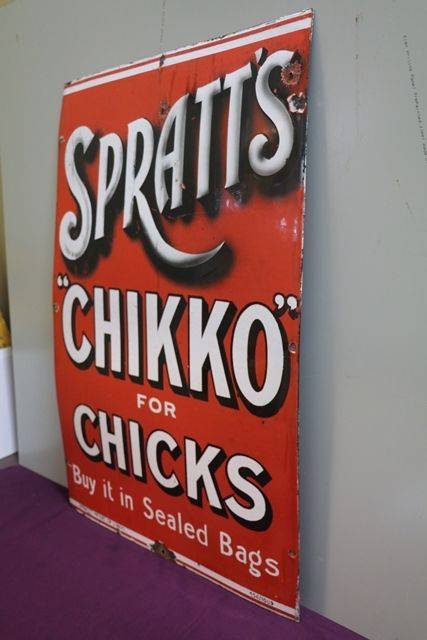 SPRATT'S
"CHIKKO"
FOR
CHICKS
Buy it in Sealed Bags